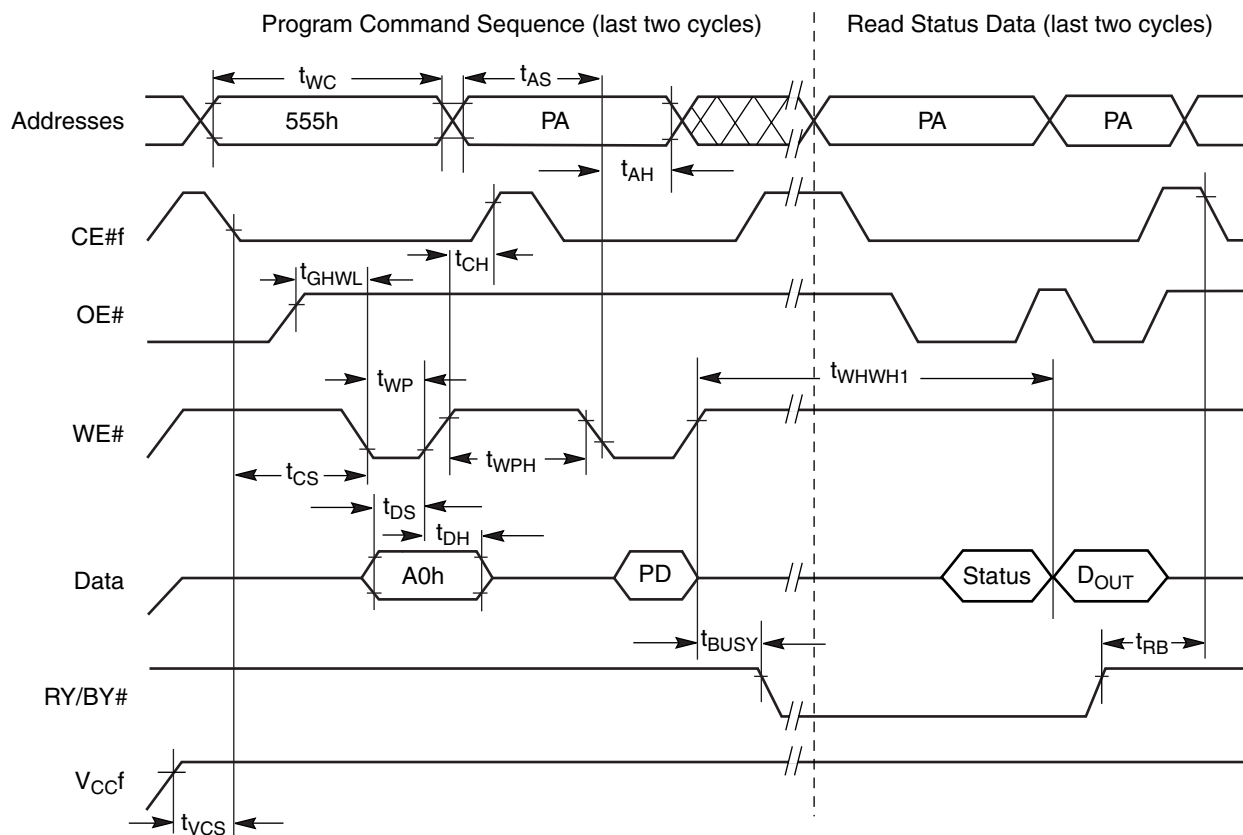 Program Command Sequence (last two cycles)
Read Status Data (last two cycles)
tWC
tAS
Addresses
555h
PA
PA
PA
tAH
CE#f
tCH
tGHWL
OE#
tWP
tWHWH1
WE#
tCS
tWPH
tDS
tDH
Data
A0h
PD
Status
DOUT
tBUSY
tRB
RY/BY#
VCCf
tVCS